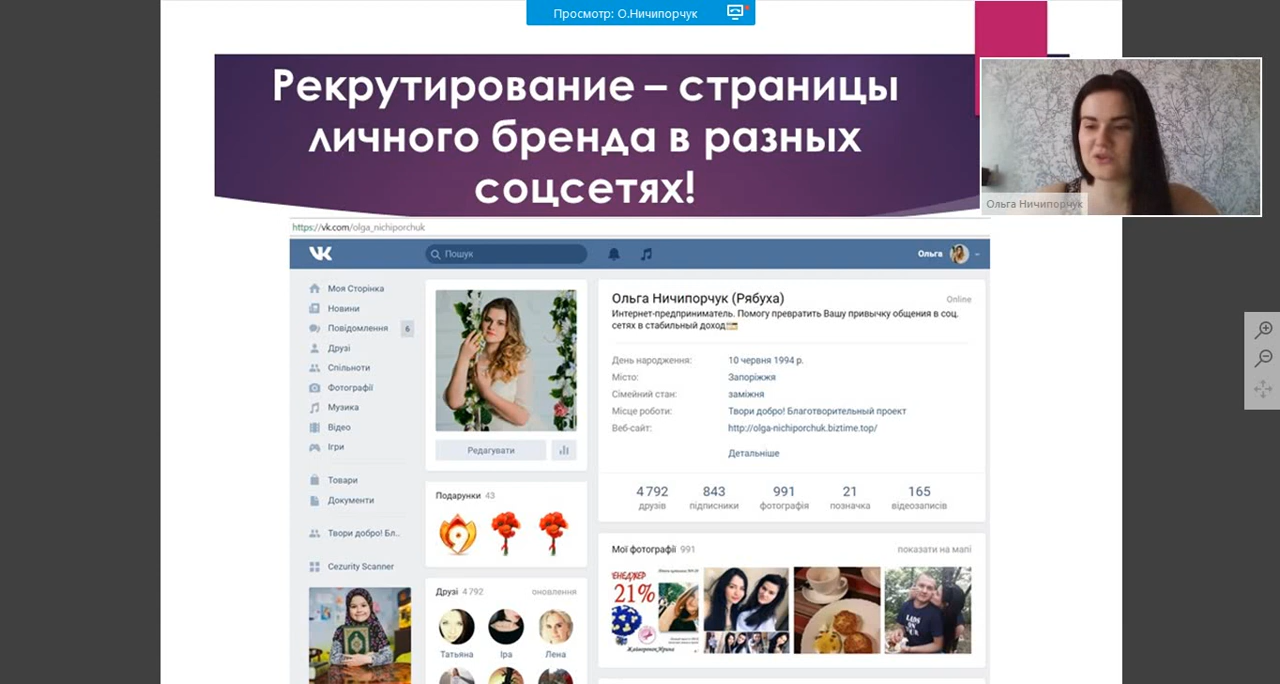 Просмотр: О.Ничипорчук
Рекрутирование – страницы
личного бренда в разных
соцсетях!
Ольга Ничипорчук
https://vk.com/olga_nichiporchuk
Пошук
Ольга
Моя Сторінка
Новини
Повідомлення 6
Друзі
Спільноти
Фотографії
Музика
Відео
Ігри
Товари
Документи
Твори добро! Бл..
Cezurity Scanner
Редагувати
Подарунки 43
Друзі 4 792 оновлення
Татьяна Іра Лена
Ольга Ничипорчук (Рябуха) Online
Интернет-предприниматель. Помогу превратить Вашу привычку общения в соц.
сетях в стабильный доход
День народження: 10 червня 1994 р.
Місто: Запоріжжя
Сімейний стан: заміжня
Місце роботи: Твори добро! Благотворительный проект
Веб-сайт: http://olga-nichiporchuk.biztime.top/
Детальніше
4 792 843 991 21 165
друзів підписники фотографія позначка відеозаписів
Мої фотографії 991 показати на мапі
ЕНЕДЖЕР
21%